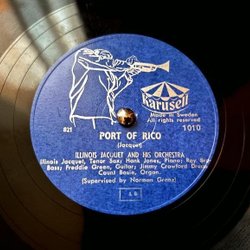 Karusell
Made in Sweden
All rights reserved
821
PORT OF RICO
1010
(Jacquet)
ILLINOIS JACQUET AND HIS ORCHESTRA
Illinois Jacquet, Tenor Sax; Hank Jones, Piano; Ray Bro
Bass; Freddie Green, Guitar; Jimmy Crawford Drums
Count Basie, Organ.
(Supervised by Norman Granz)